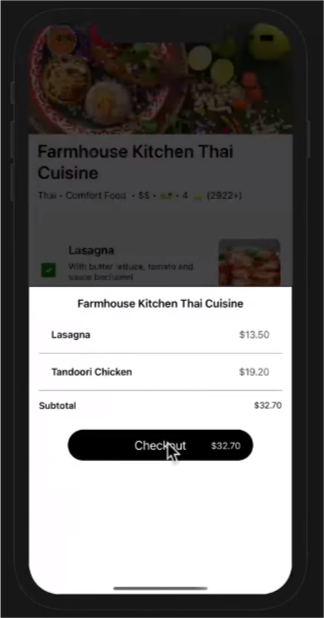 Farmhouse Kitchen Thai
Cuisine
Thai • Comfort Food • $$ • 🎫 • 4 ⭐ (2922+)
Lasagna
With butter lettuce, tomato and
sauce bechamel
Farmhouse Kitchen Thai Cuisine
Lasagna $13.50
Tandoori Chicken $19.20
Subtotal $32.70
Checkout $32.70